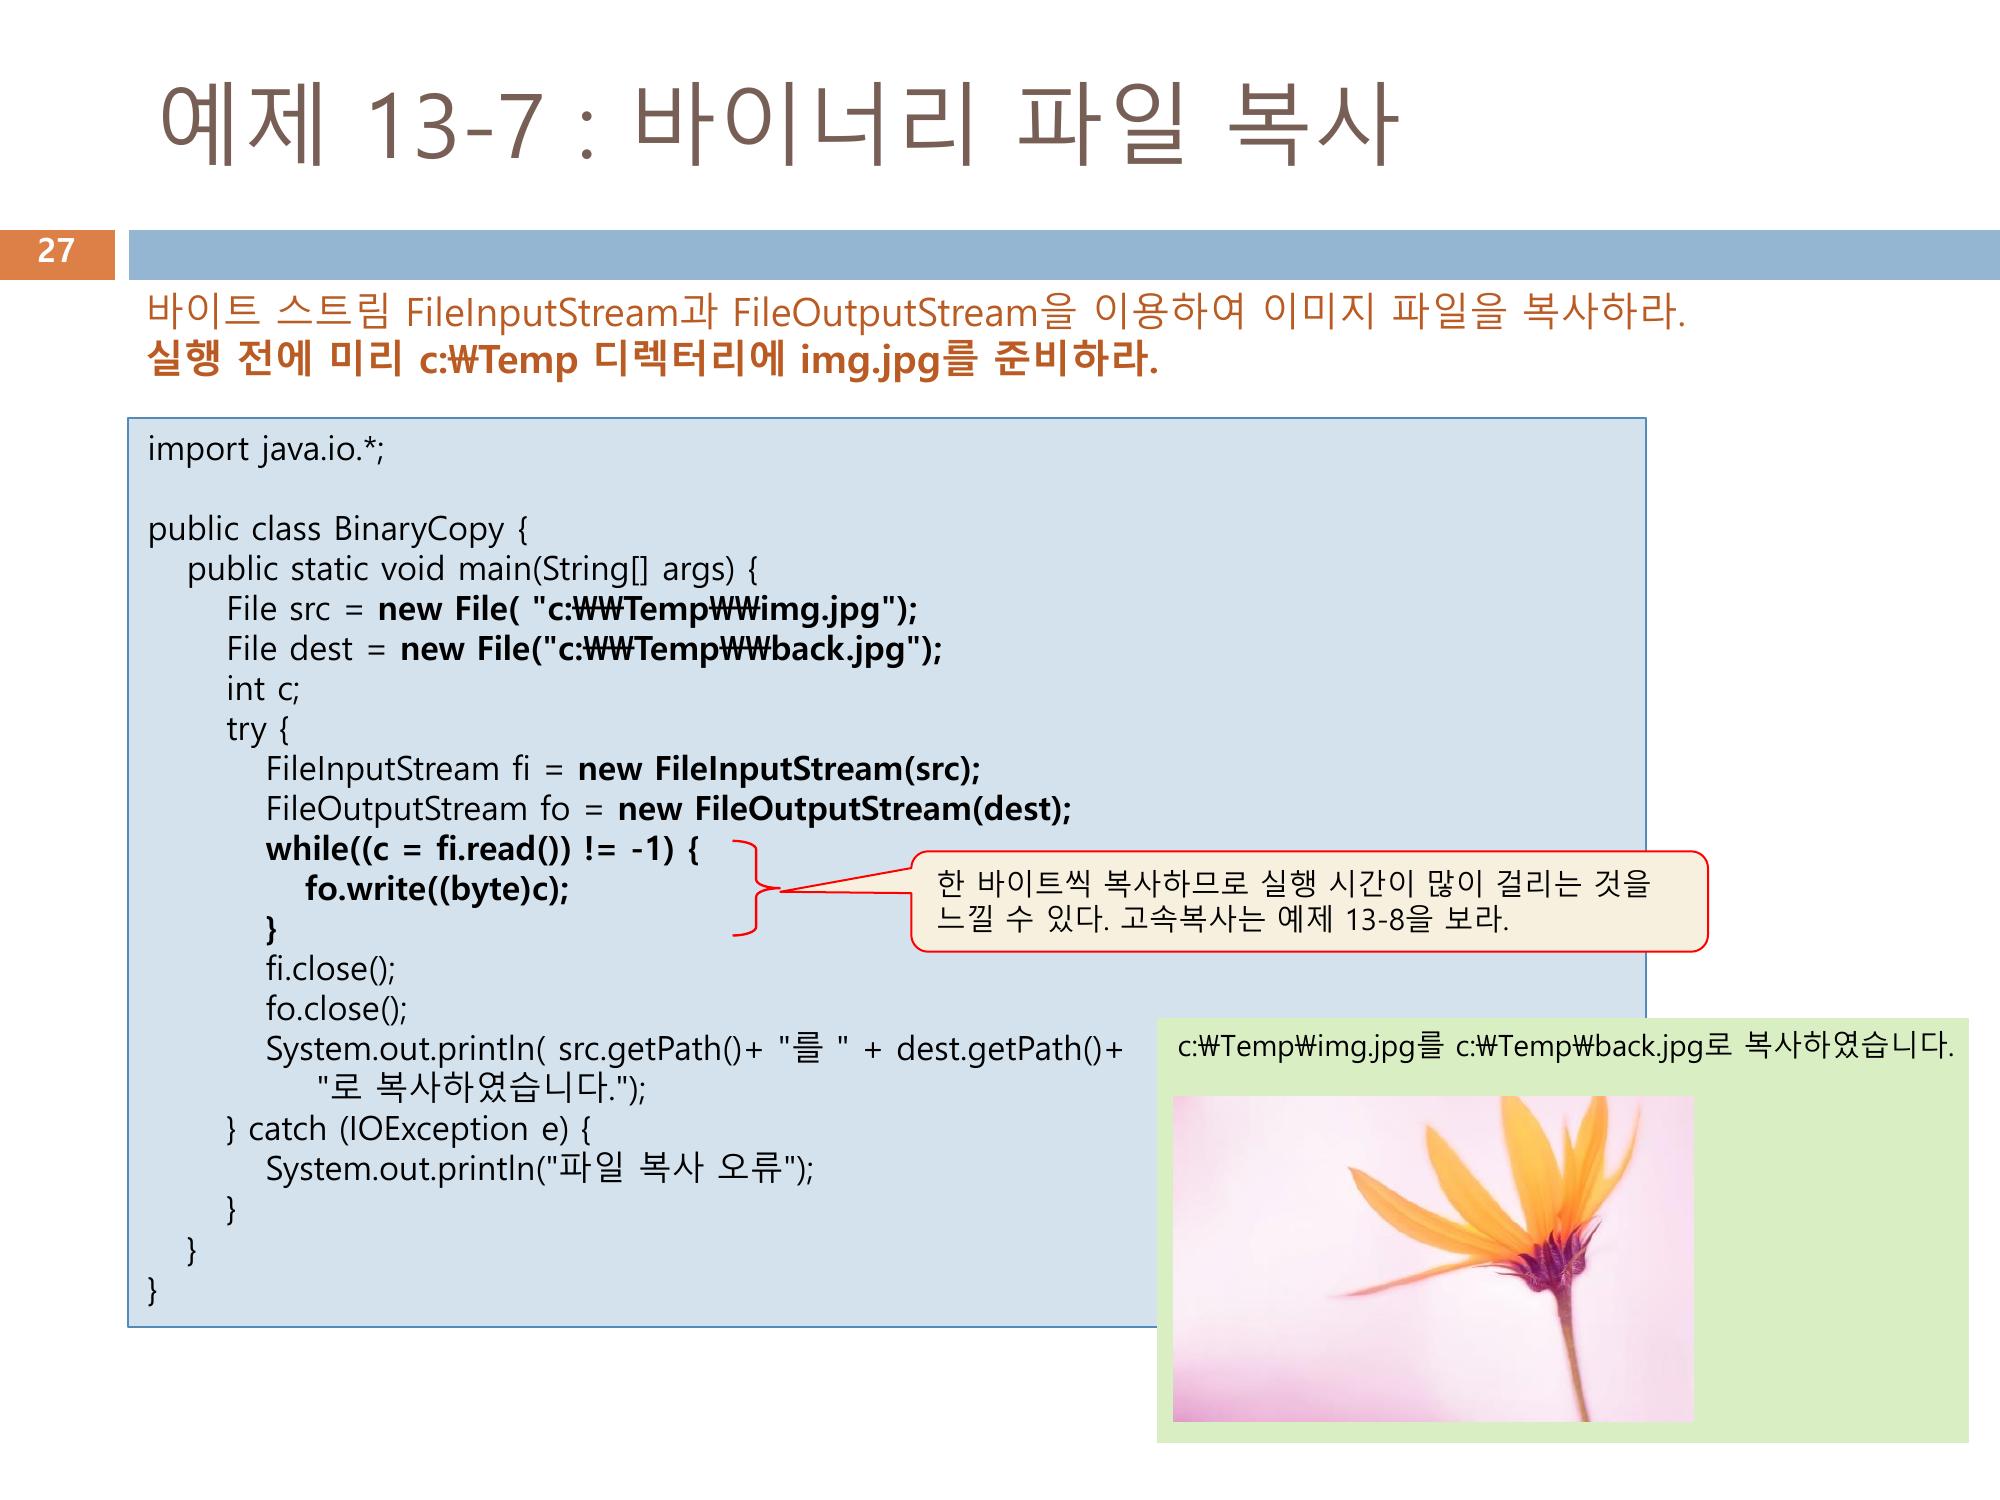 예제 13-7 : 바이너리 파일 복사
27
바이트 스트림 FileInputStream과 FileOutputStream을 이용하여 이미지 파일을 복사하라.
실행 전에 미리 c:₩Temp 디렉터리에 img.jpg를 준비하라.
import java.io.*;
public class BinaryCopy {
public static void main(String[] args) {
File src = new File( "c:₩₩Temp₩₩img.jpg");
File dest = new File("c:₩₩Temp₩₩back.jpg");
int c;
try {
FileInputStream fi = new FileInputStream(src);
FileOutputStream fo = new FileOutputStream(dest);
while((c = fi.read()) != -1) {
fo.write((byte)c);
}
한 바이트씩 복사하므로 실행 시간이 많이 걸리는 것을
느낄 수 있다. 고속복사는 예제 13-8을 보라.
fi.close();
fo.close();
System.out.println( src.getPath()+ "를 " + dest.getPath()+
"로 복사하였습니다.");
} catch (IOException e) {
System.out.println("파일 복사 오류");
}
}
}
c:₩Temp₩img.jpg를 c:₩Temp₩back.jpg로 복사하였습니다.